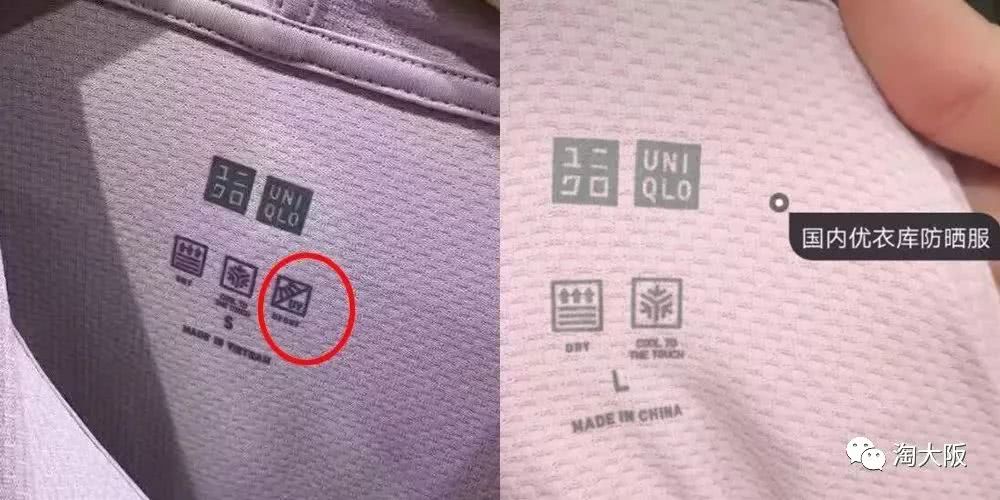 ユニ
クロ
UNI
QLO
DRY
COOL TO
THE TOUCH
UV
S
MADE IN VIETNAM
ユニ
クロ
UNI
QLO
DRY
COOL TO
THE TOUCH
L
MADE IN CHINA
国内优衣库防晒服
淘大阪